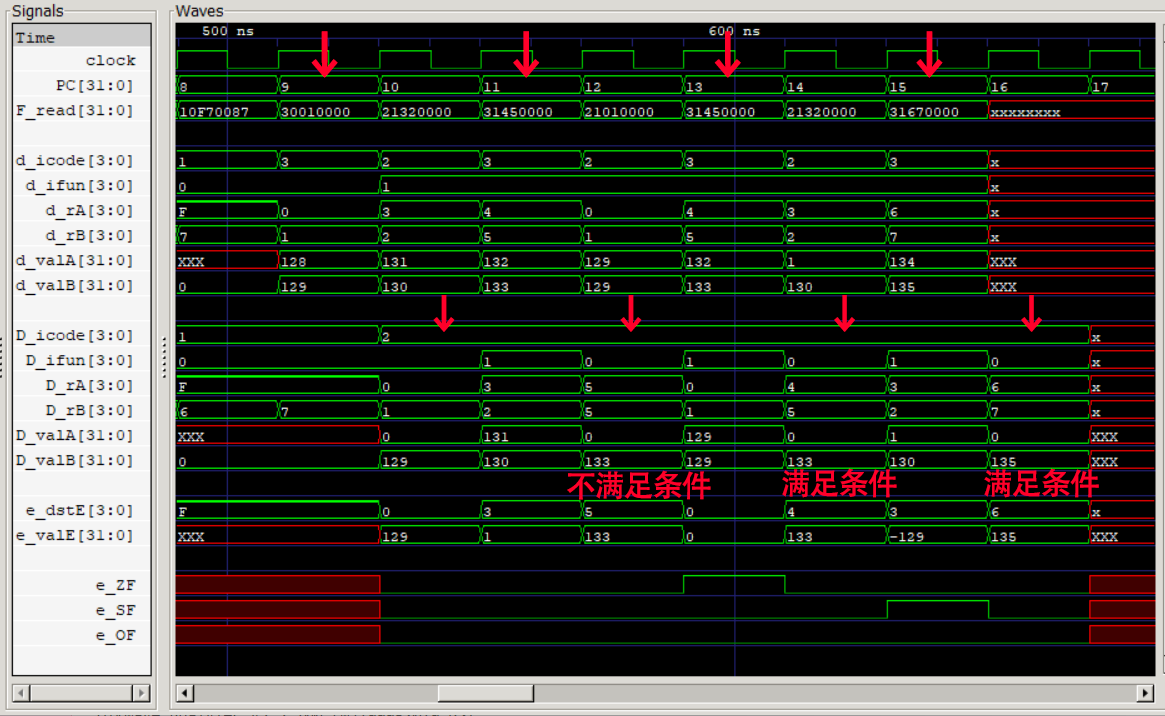 Signals Waves
Time 500 ns 600 ns
clock
PC[31:0] 8 9 10 11 12 13 14 15 16 17
F_read[31:0] 10F70087 30010000 21320000 31450000 21010000 31450000 21320000 31670000 xxxxxxxx
d_icode[3:0] 1 3 2 3 2 3 2 3 x
d_ifun[3:0] 0 1 x
d_rA[3:0] F 0 3 4 0 4 3 6 x
d_rB[3:0] 7 1 2 5 1 5 2 7 x
d_valA[31:0] XXX 128 131 132 129 132 1 134 XXX
d_valB[31:0] 0 129 130 133 129 133 130 135 XXX
D_icode[3:0] 1 2 x
D_ifun[3:0] 0 1 0 1 0 1 0 x
D_rA[3:0] F 0 3 5 0 4 3 6 x
D_rB[3:0] 6 7 1 2 5 1 5 2 7 x
D_valA[31:0] XXX 0 131 0 129 0 1 0 XXX
D_valB[31:0] 0 129 130 133 129 133 130 135 XXX
不满足条件 满足条件 满足条件
e_dstE[3:0] F 0 3 5 0 4 3 6 x
e_valE[31:0] XXX 129 1 133 0 133 -129 135 XXX
e_ZF
e_SF
e_OF